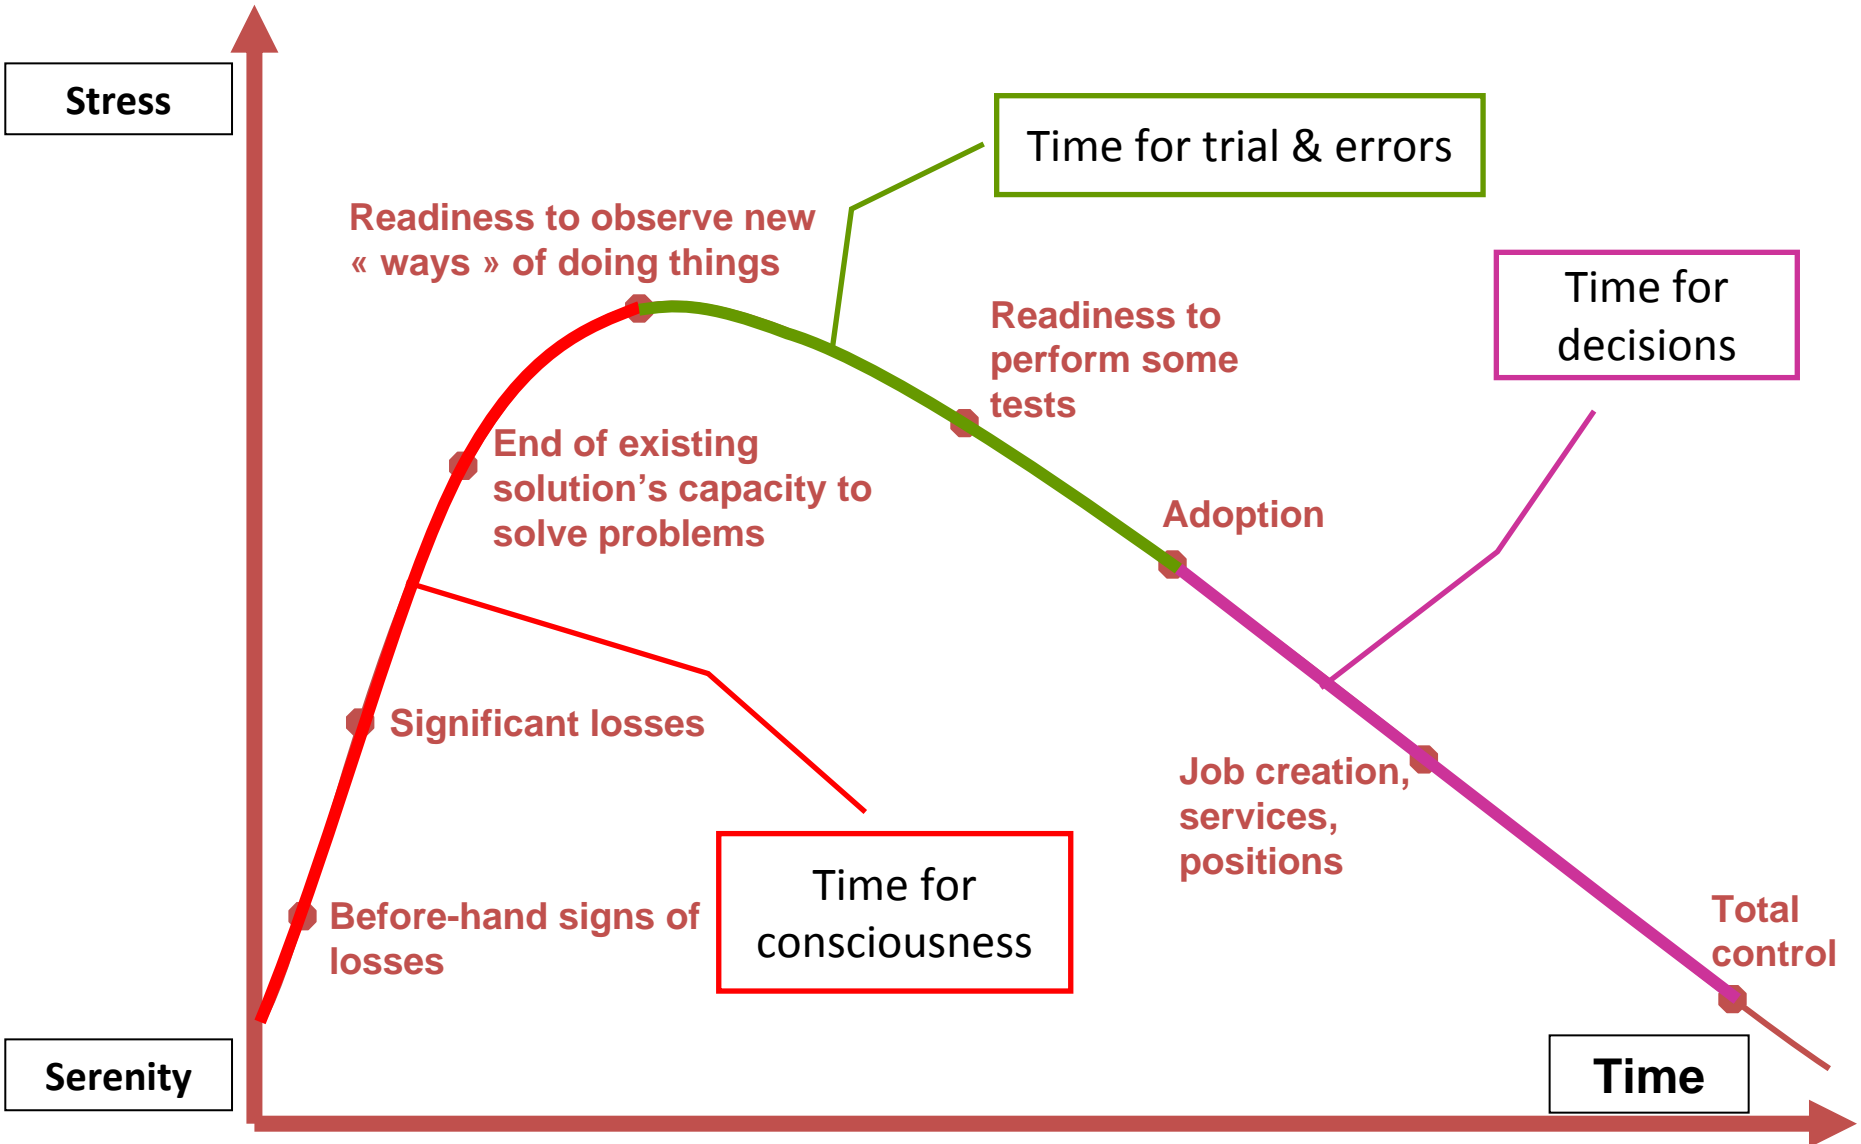 Stress
Time for trial & errors
Readiness to observe new
« ways » of doing things
Time for
decisions
Readiness to
perform some
tests
End of existing
solution’s capacity to
solve problems
Adoption
Significant losses
Job creation,
services,
positions
Time for
consciousness
Before-hand signs of
losses
Total
control
Serenity
Time